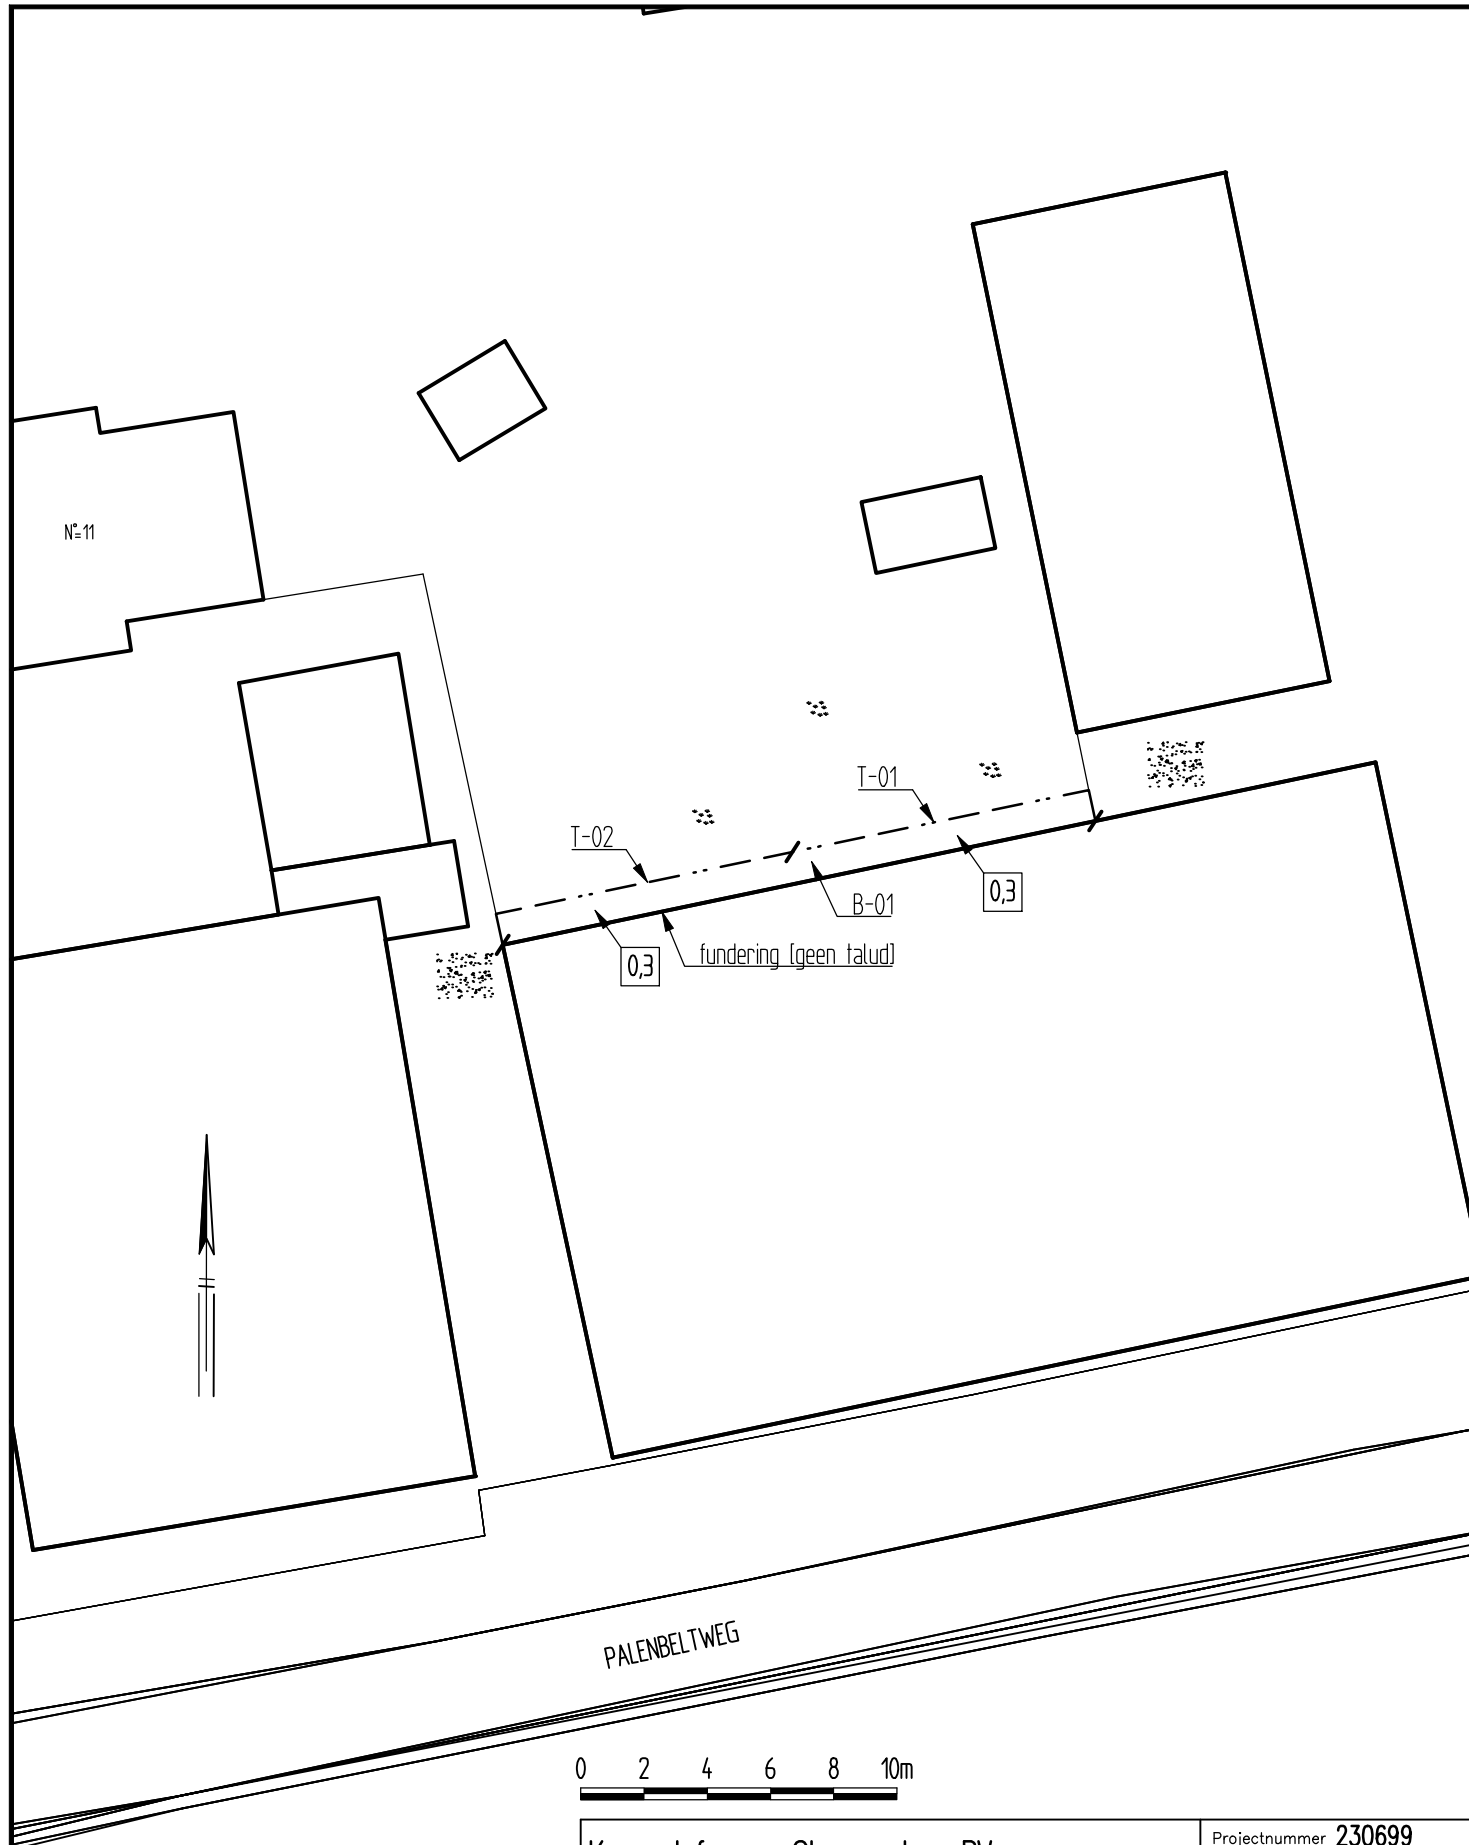 N°=11
T-01
T-02
B-01
0,3
fundering [geen talud]
0,3
PALENBELTWEG
0 2 4 6 8 10m
Projectnummer 230699